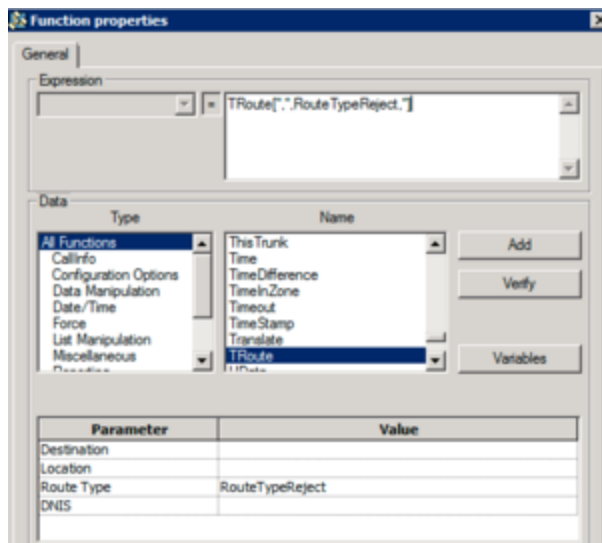 Function properties
General
Expression
=
TRoute['','',RouteTypeReject,'']
Data
Type
Name
All Functions
CallInfo
Configuration Options
Data Manipulation
Date/Time
Force
List Manipulation
Miscellaneous
Reporting
ThisTrunk
Time
TimeDifference
TimeInZone
Timeout
TimeStamp
Translate
TRoute
UData
Add
Verify
Variables
Parameter Value
Destination
Location
Route Type RouteTypeReject
DNIS